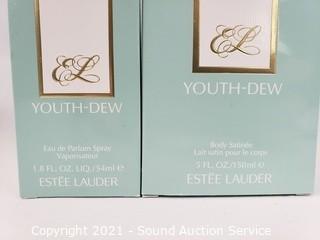 EL
YOUTH-DEW
Eau de Parfum Spray
Vaporisateur
1.8 FL. OZ. LIQ./54ml ℮
ESTĒE LAUDER
EL
YOUTH-DEW
Body Satinée
Lait satin pour le corps
5 FL. OZ./150ml ℮
ESTĒE LAUDER
Copyright 2021 - Sound Auction Service